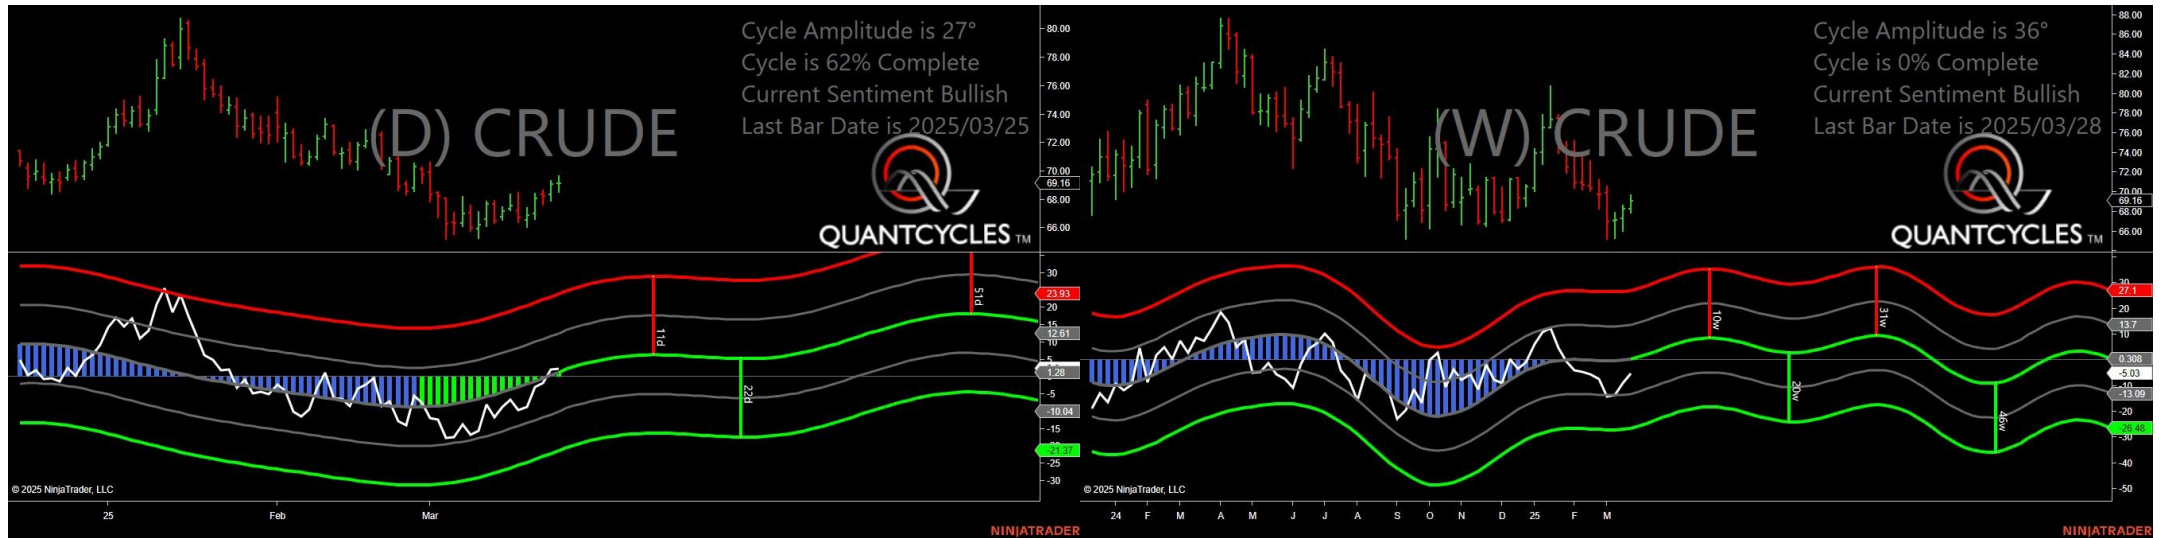 Cycle Amplitude is 27°
Cycle is 62% Complete
Current Sentiment Bullish
Last Bar Date is 2025/03/25
(D) CRUDE
QUANTCYCLES TM
80.00
78.00
76.00
74.00
72.00
70.00
69.16
68.00
66.00
30
23.93
20
15
12.61
5
1.28
-5
-10.04
-15
-21.37
-25
-30
11d
22d
51d
© 2025 NinjaTrader, LLC
25 Feb Mar
NINJATRADER
Cycle Amplitude is 36°
Cycle is 0% Complete
Current Sentiment Bullish
Last Bar Date is 2025/03/28
(W) CRUDE
QUANTCYCLES TM
88.00
86.00
84.00
82.00
80.00
78.00
76.00
74.00
72.00
70.00
69.16
68.00
66.00
30
27.1
20
13.7
10
0.308
-5.03
-10
-13.09
-20
-26.48
-30
-40
-50
10w
20w
31w
46w
© 2025 NinjaTrader, LLC
24 F M A M J J A S O N D 25 F M
NINJATRADER